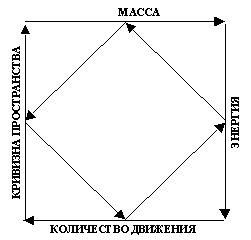 МАССА
КРИВИЗНА ПРОСТРАНСТВА
ЭНЕРГИЯ
КОЛИЧЕСТВО ДВИЖЕНИЯ